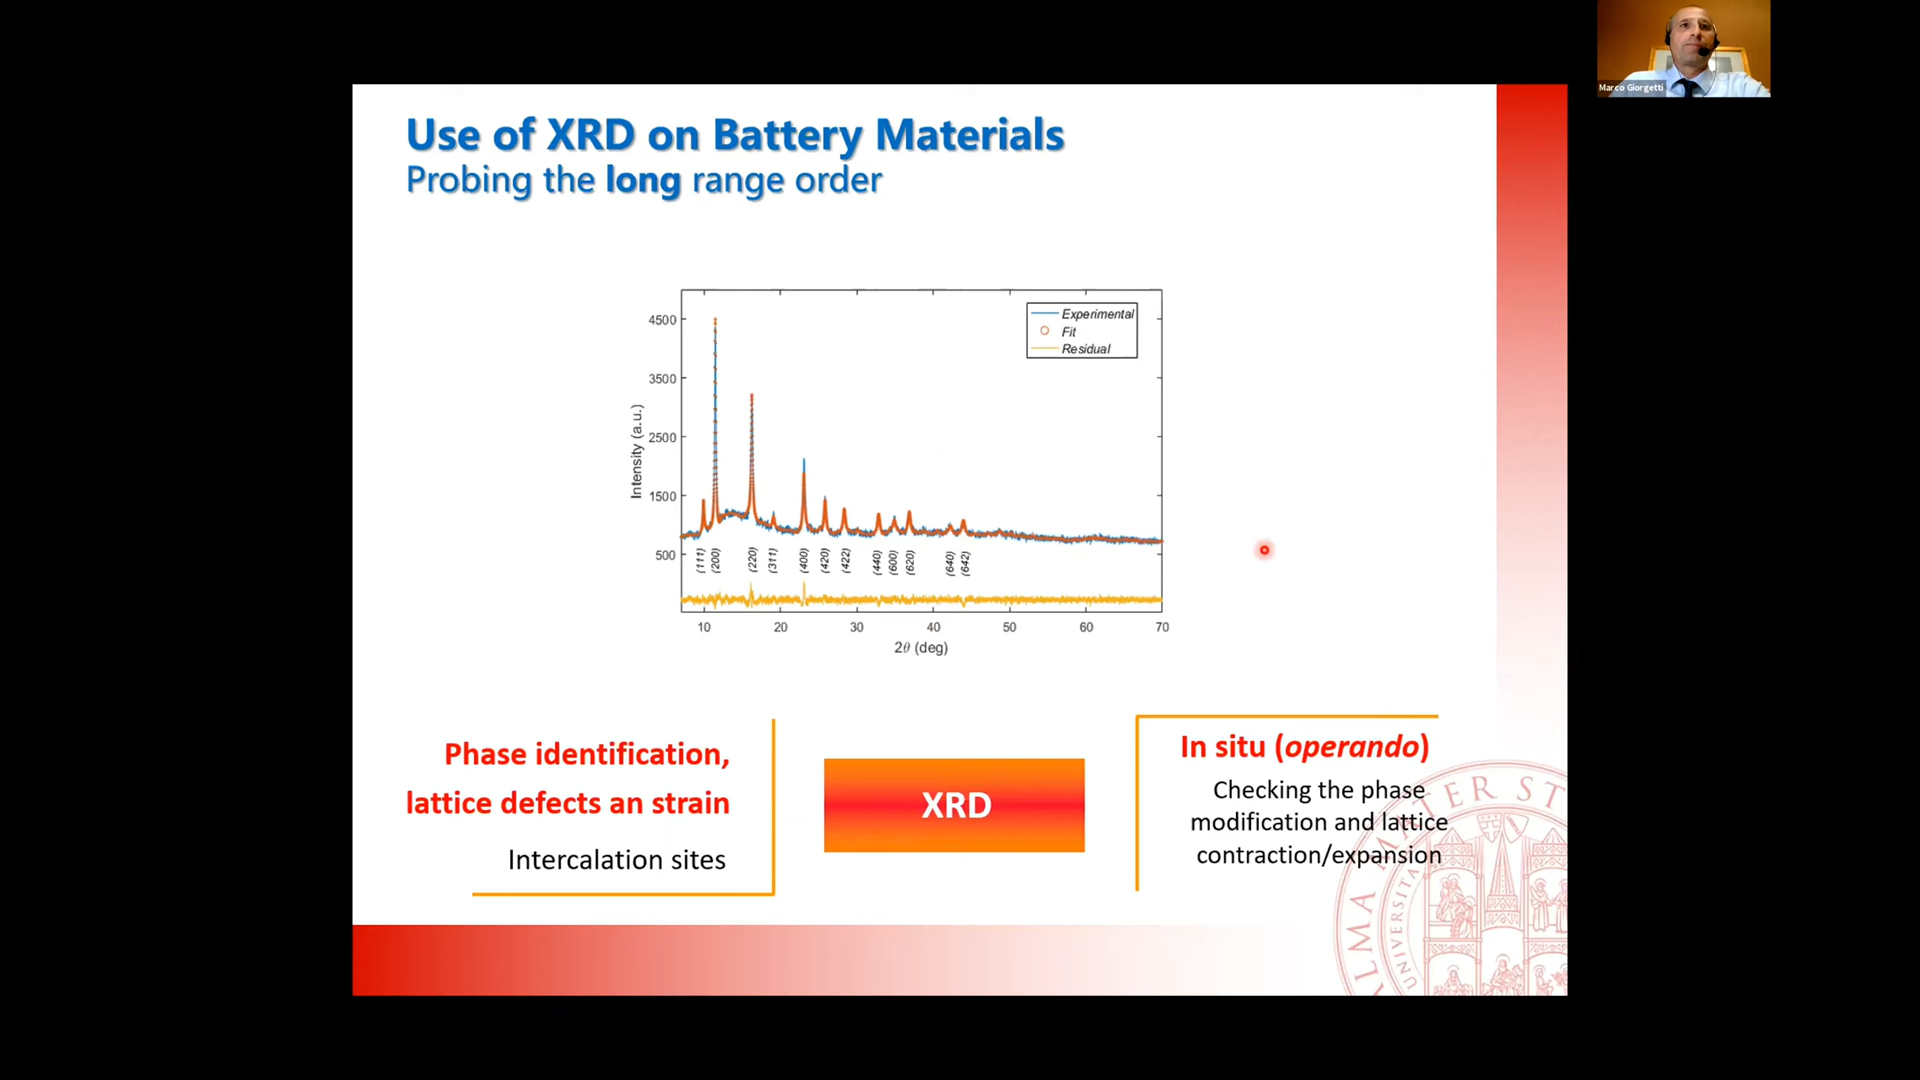 Marco Giorgetti
Use of XRD on Battery Materials
Probing the long range order
Experimental
Fit
Residual
4500
3500
2500
1500
500
Intensity (a.u.)
(111) (200) (220) (311) (400) (420) (422) (440) (600) (620) (640) (642)
10 20 30 40 50 60 70
2θ (deg)
Phase identification,
lattice defects an strain
Intercalation sites
XRD
In situ (operando)
Checking the phase
modification and lattice
contraction/expansion